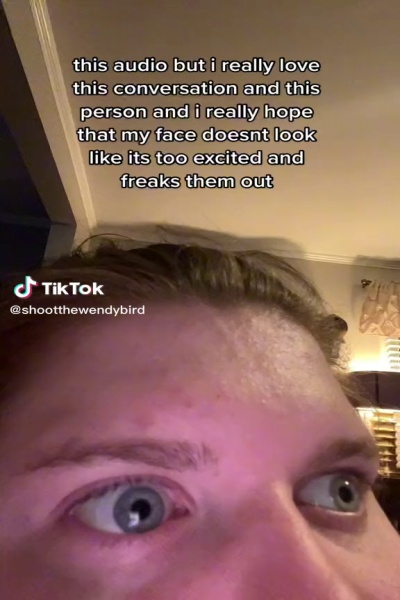 this audio but i really love
this conversation and this
person and i really hope
that my face doesnt look
like its too excited and
freaks them out
TikTok
@shootthewendybird